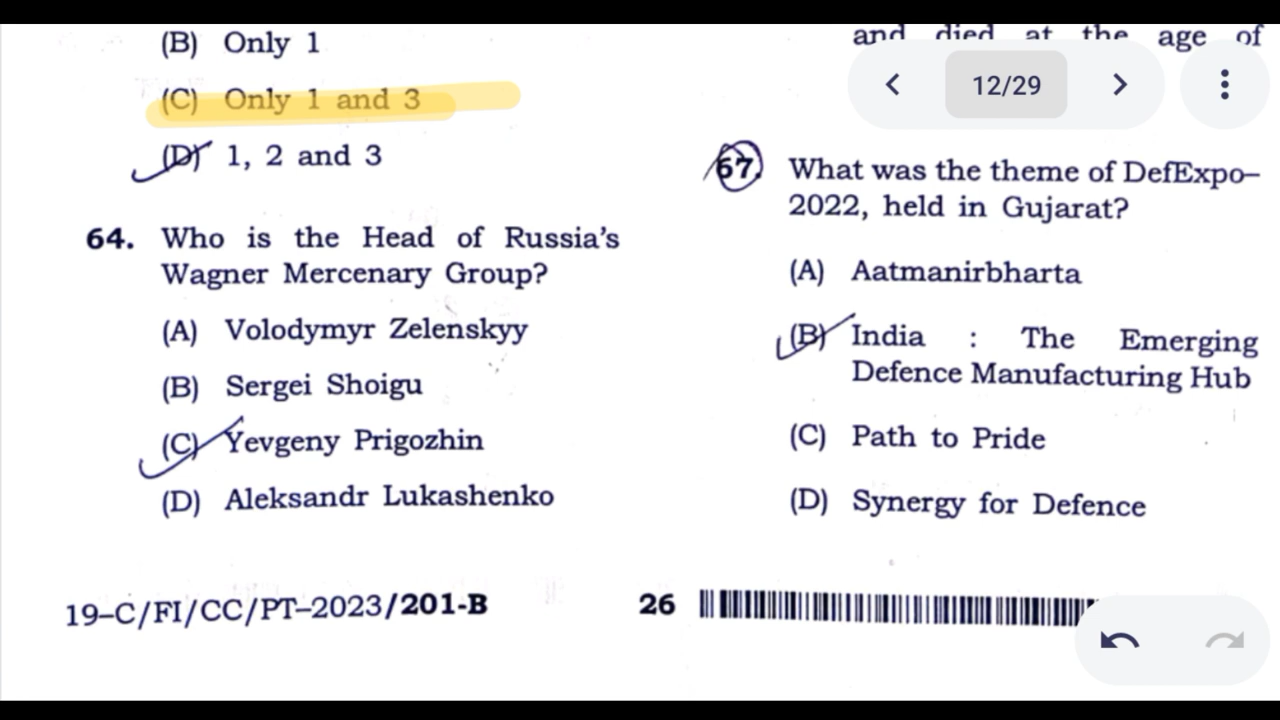 (B) Only 1
(C) Only 1 and 3
(D) 1, 2 and 3
64. Who is the Head of Russia's
Wagner Mercenary Group?
(A) Volodymyr Zelenskyy
(B) Sergei Shoigu
(C) Yevgeny Prigozhin
(D) Aleksandr Lukashenko
and died at the age of
12/29
67. What was the theme of DefExpo–
2022, held in Gujarat?
(A) Aatmanirbharta
(B) India : The Emerging
Defence Manufacturing Hub
(C) Path to Pride
(D) Synergy for Defence
19–C/FI/CC/PT–2023/201-B
26